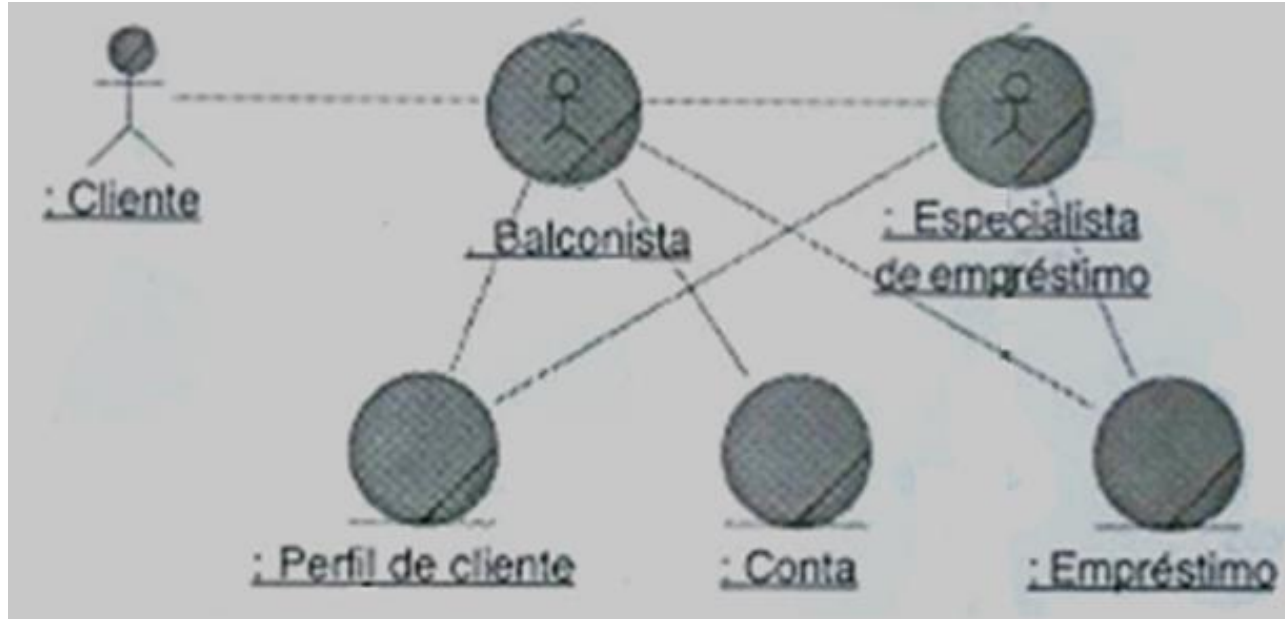 : Cliente
: Balconista
: Especialista
de empréstimo
: Perfil de cliente
: Conta
: Empréstimo